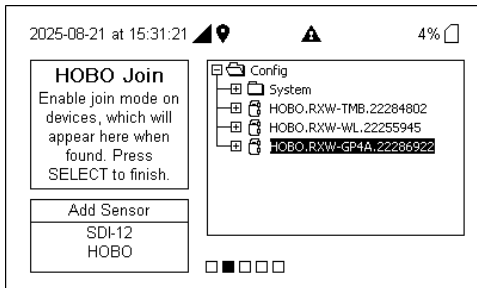 2025-08-21 at 15:31:21
4%
HOBO Join
Enable join mode on
devices, which will
appear here when
found. Press
SELECT to finish.
Add Sensor
SDI-12
HOBO
Config
System
HOBO.RXW-TMB.22284802
HOBO.RXW-WL.22255945
HOBO.RXW-GP4A.22286922